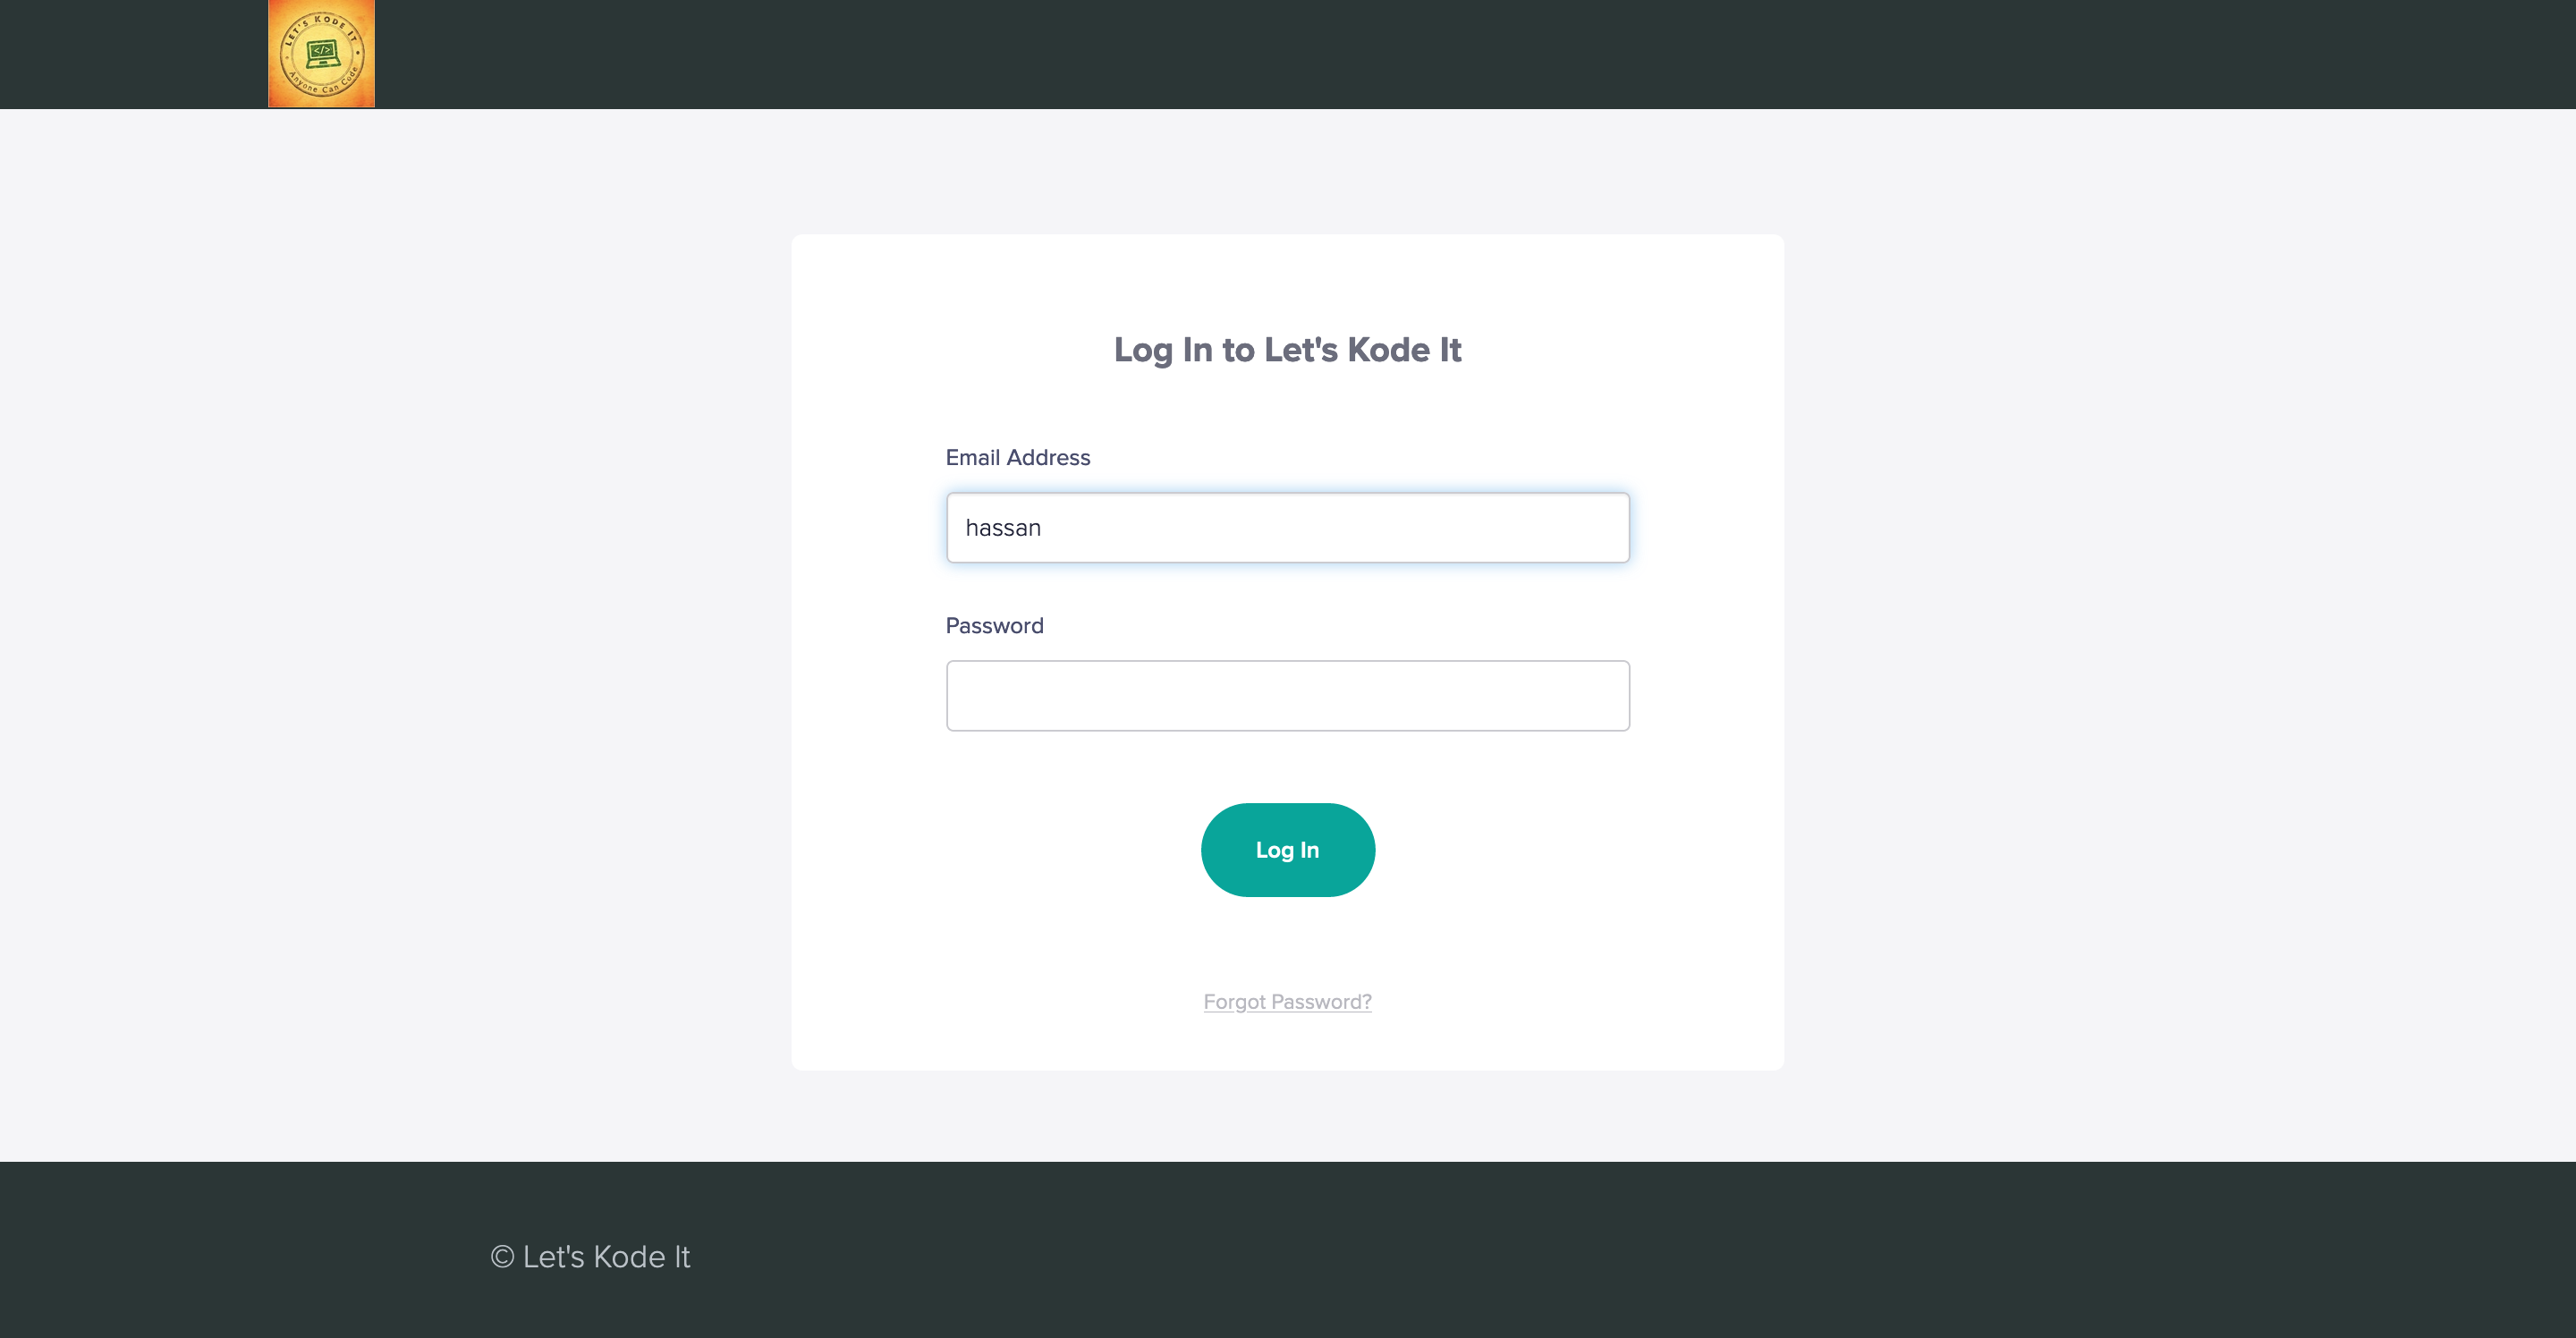 LET'S KODE IT
</>
Anyone Can Code
Log In to Let's Kode It
Email Address
hassan
Password
Log In
Forgot Password?
© Let's Kode It